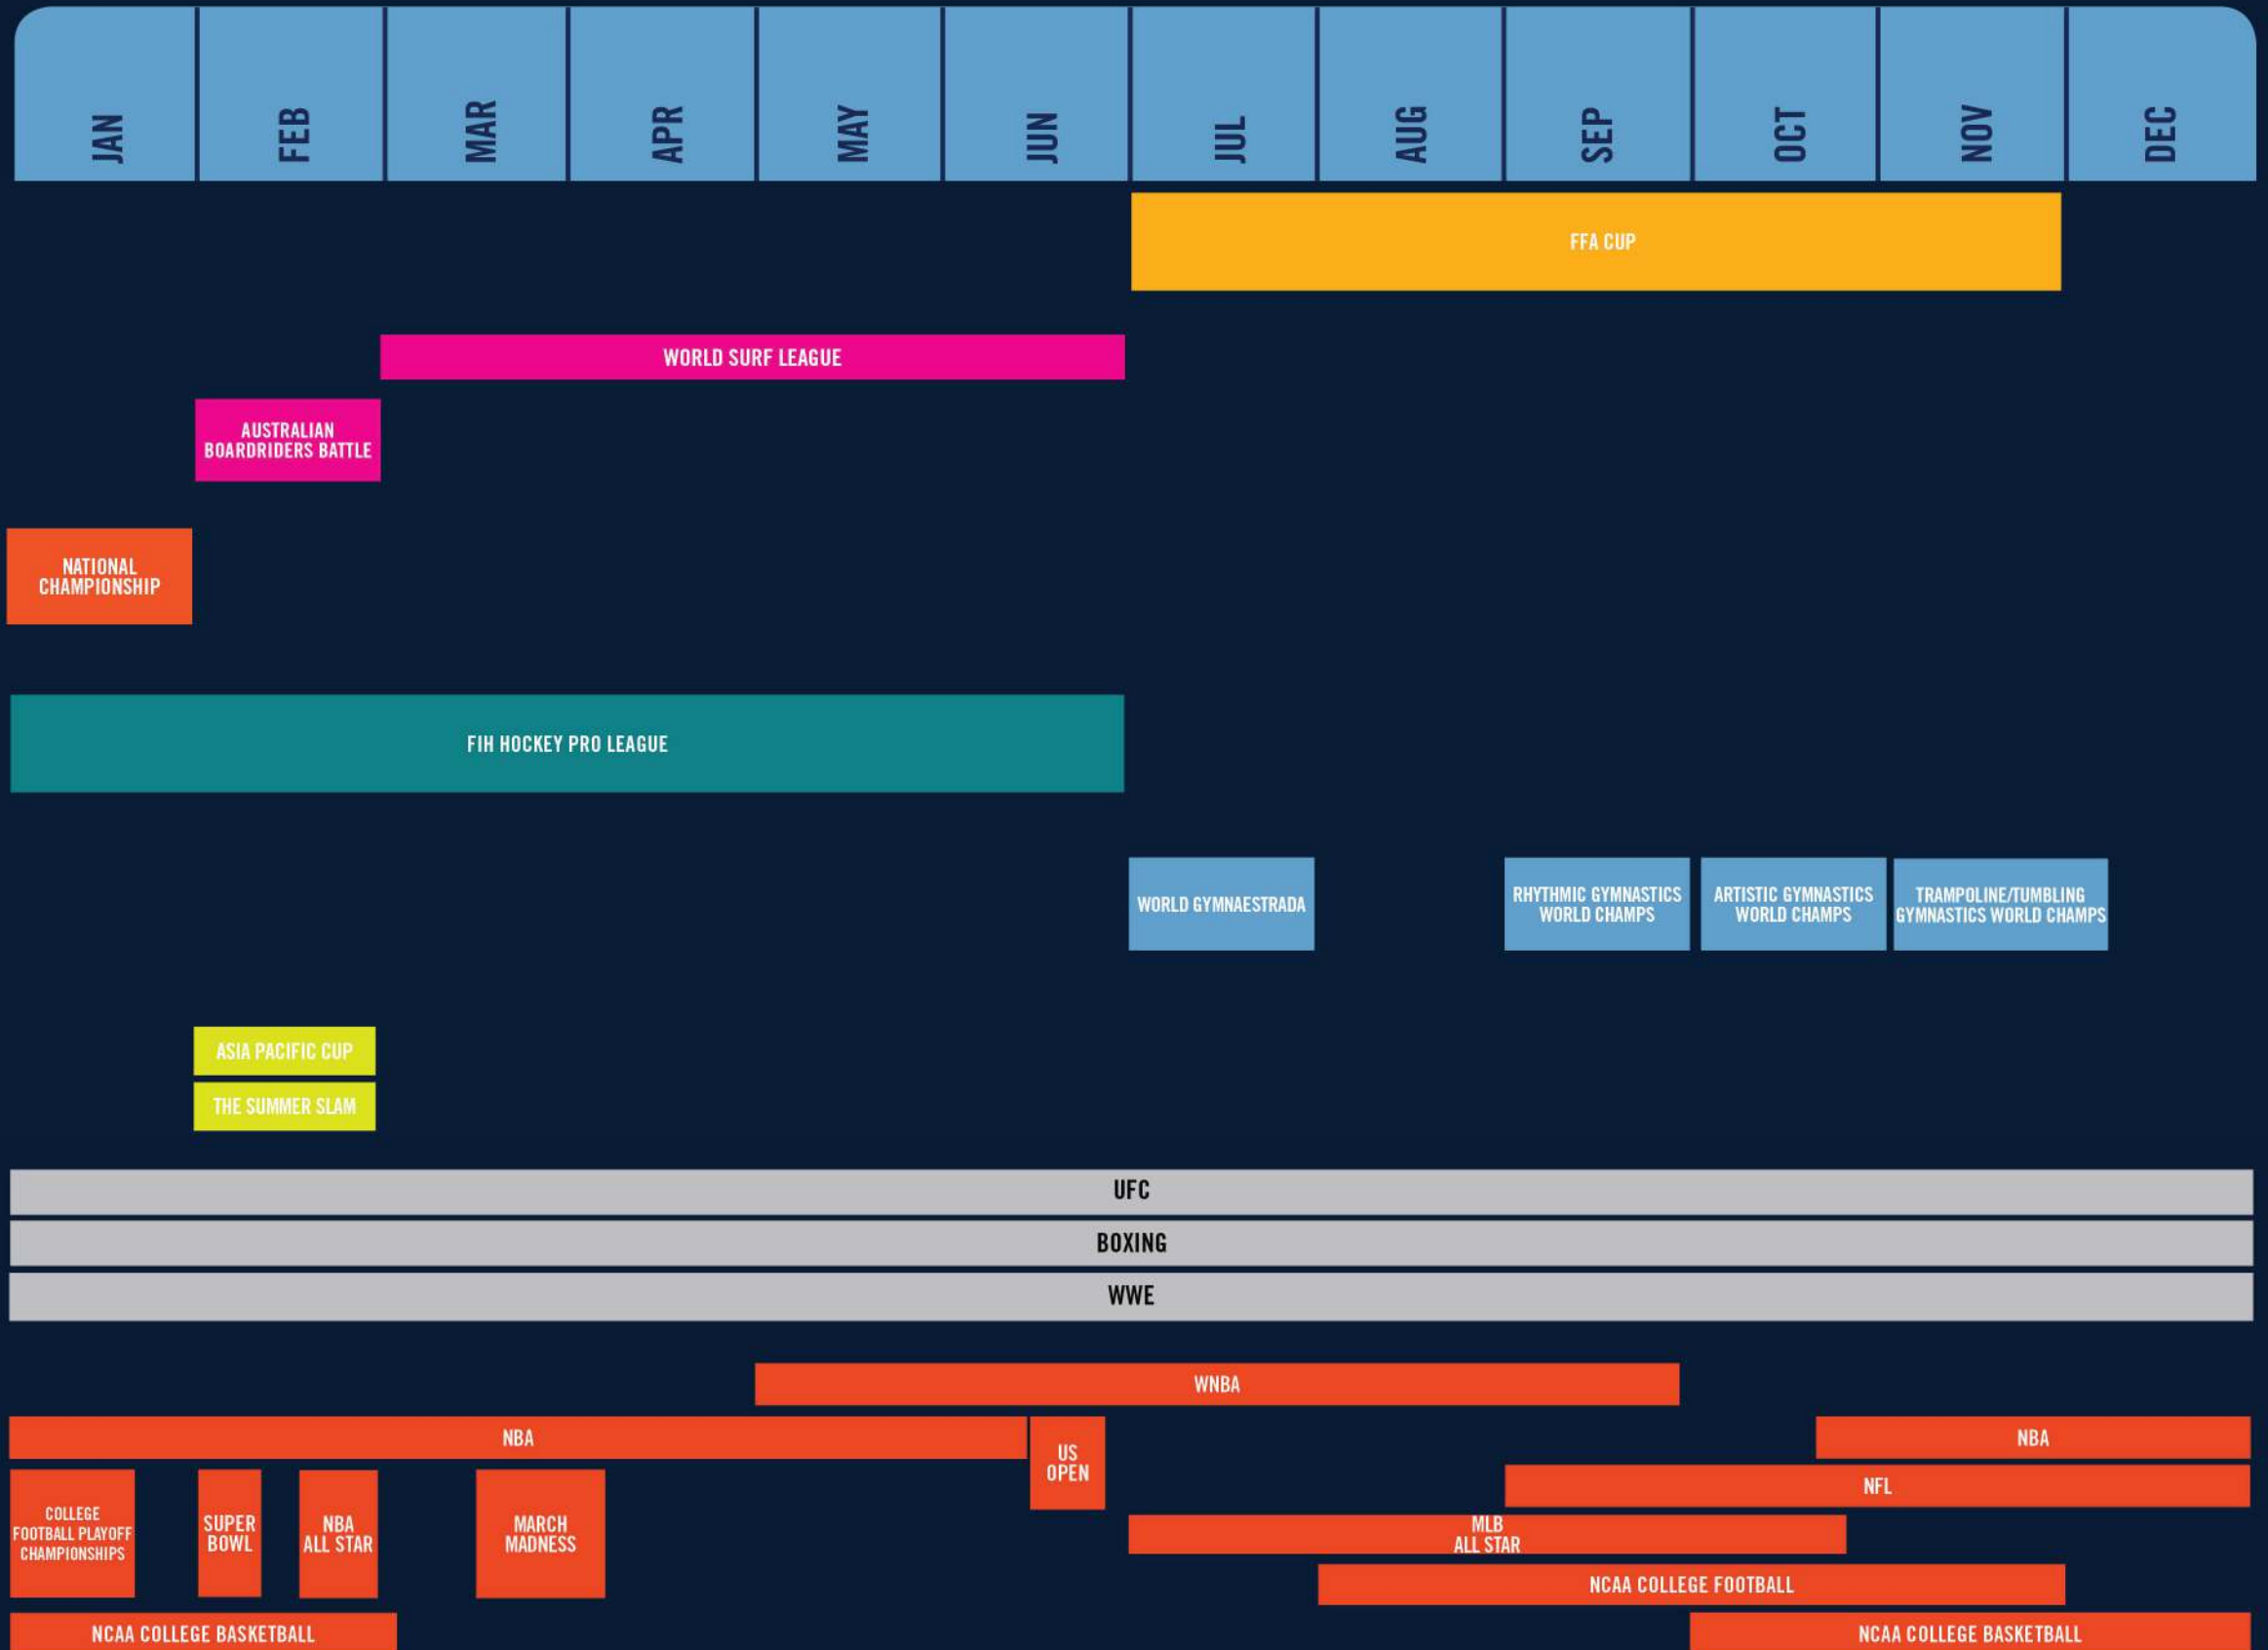 JAN
FEB
MAR
APR
MAY
JUN
JUL
AUG
SEP
OCT
NOV
DEC
FFA CUP
WORLD SURF LEAGUE
AUSTRALIAN
BOARDRIDERS BATTLE
NATIONAL
CHAMPIONSHIP
FIH HOCKEY PRO LEAGUE
WORLD GYMNAESTRADA
RHYTHMIC GYMNASTICS
WORLD CHAMPS
ARTISTIC GYMNASTICS
WORLD CHAMPS
TRAMPOLINE/TUMBLING
GYMNASTICS WORLD CHAMPS
ASIA PACIFIC CUP
THE SUMMER SLAM
UFC
BOXING
WWE
WNBA
NBA
US
OPEN
NBA
NFL
COLLEGE
FOOTBALL PLAYOFF
CHAMPIONSHIPS
SUPER
BOWL
NBA
ALL STAR
MARCH
MADNESS
MLB
ALL STAR
NCAA COLLEGE FOOTBALL
NCAA COLLEGE BASKETBALL
NCAA COLLEGE BASKETBALL